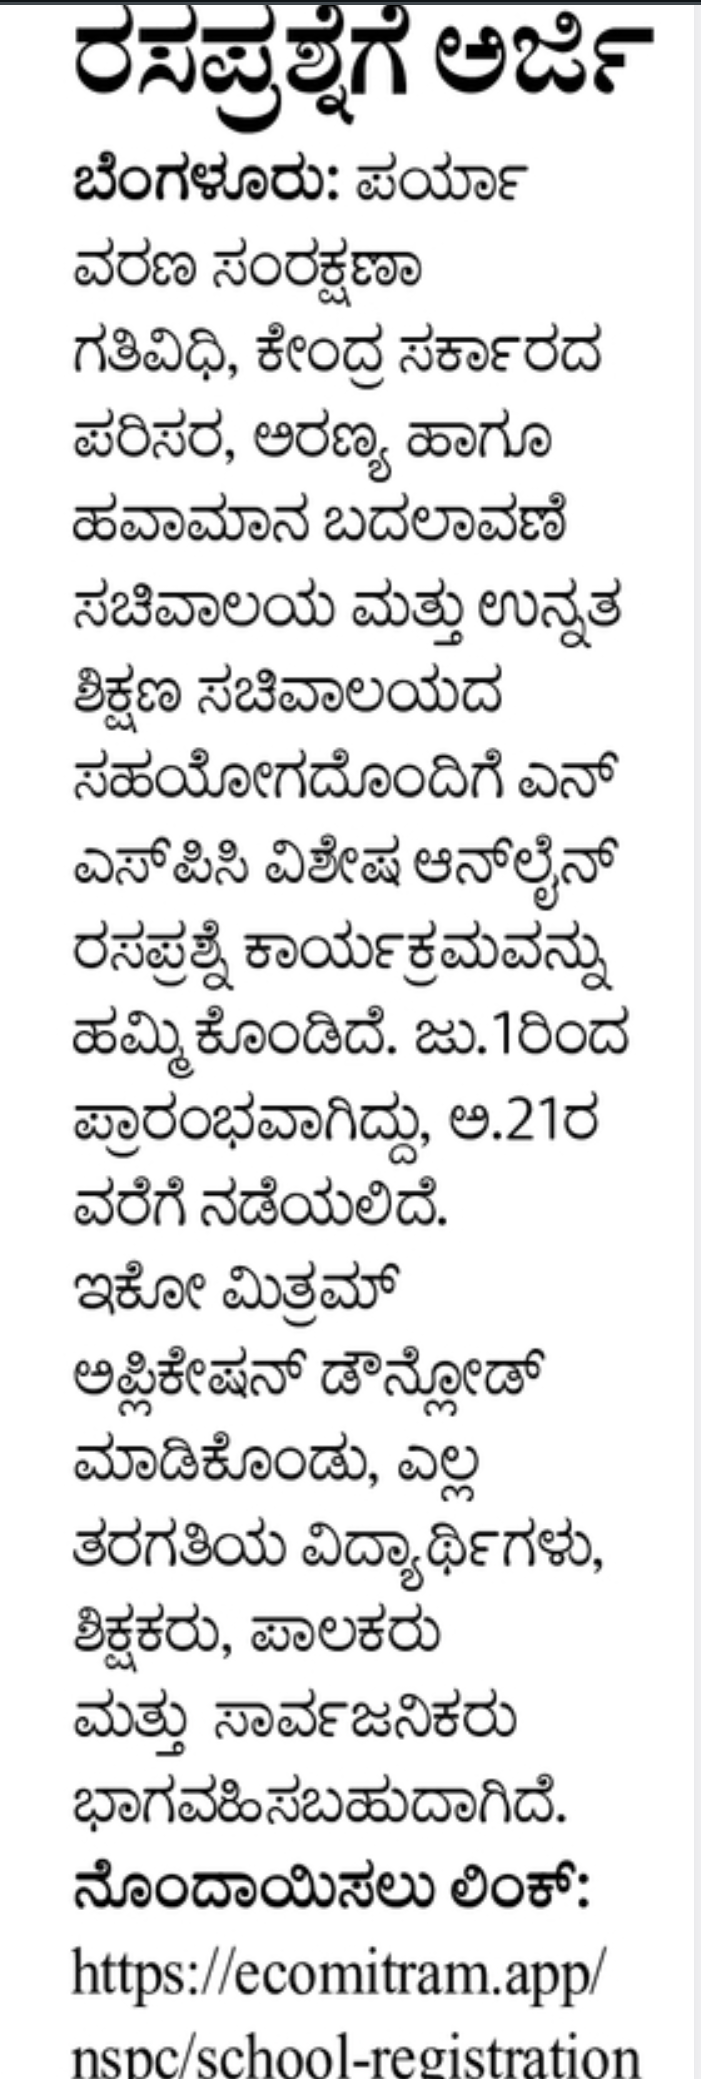 ರಸಪ್ರಶ್ನೆಗೆ ಅರ್ಜಿ
ಬೆಂಗಳೂರು: ಪರ್ಯಾ
ವರಣ ಸಂರಕ್ಷಣಾ
ಗತಿವಿಧಿ, ಕೇಂದ್ರ ಸರ್ಕಾರದ
ಪರಿಸರ, ಅರಣ್ಯ ಹಾಗೂ
ಹವಾಮಾನ ಬದಲಾವಣೆ
ಸಚಿವಾಲಯ ಮತ್ತು ಉನ್ನತ
ಶಿಕ್ಷಣ ಸಚಿವಾಲಯದ
ಸಹಯೋಗದೊಂದಿಗೆ ಎನ್
ಎಸ್‌ಪಿಸಿ ವಿಶೇಷ ಆನ್‌ಲೈನ್
ರಸಪ್ರಶ್ನೆ ಕಾರ್ಯಕ್ರಮವನ್ನು
ಹಮ್ಮಿಕೊಂಡಿದೆ. ಜು.1ರಿಂದ
ಪ್ರಾರಂಭವಾಗಿದ್ದು, ಅ.21ರ
ವರೆಗೆ ನಡೆಯಲಿದೆ.
ಇಕೋ ಮಿತ್ರಮ್
ಅಪ್ಲಿಕೇಷನ್ ಡೌನ್ಲೋಡ್
ಮಾಡಿಕೊಂಡು, ಎಲ್ಲ
ತರಗತಿಯ ವಿದ್ಯಾರ್ಥಿಗಳು,
ಶಿಕ್ಷಕರು, ಪಾಲಕರು
ಮತ್ತು ಸಾರ್ವಜನಿಕರು
ಭಾಗವಹಿಸಬಹುದಾಗಿದೆ.
ನೊಂದಾಯಿಸಲು ಲಿಂಕ್:
https://ecomitram.app/
nspc/school-registration